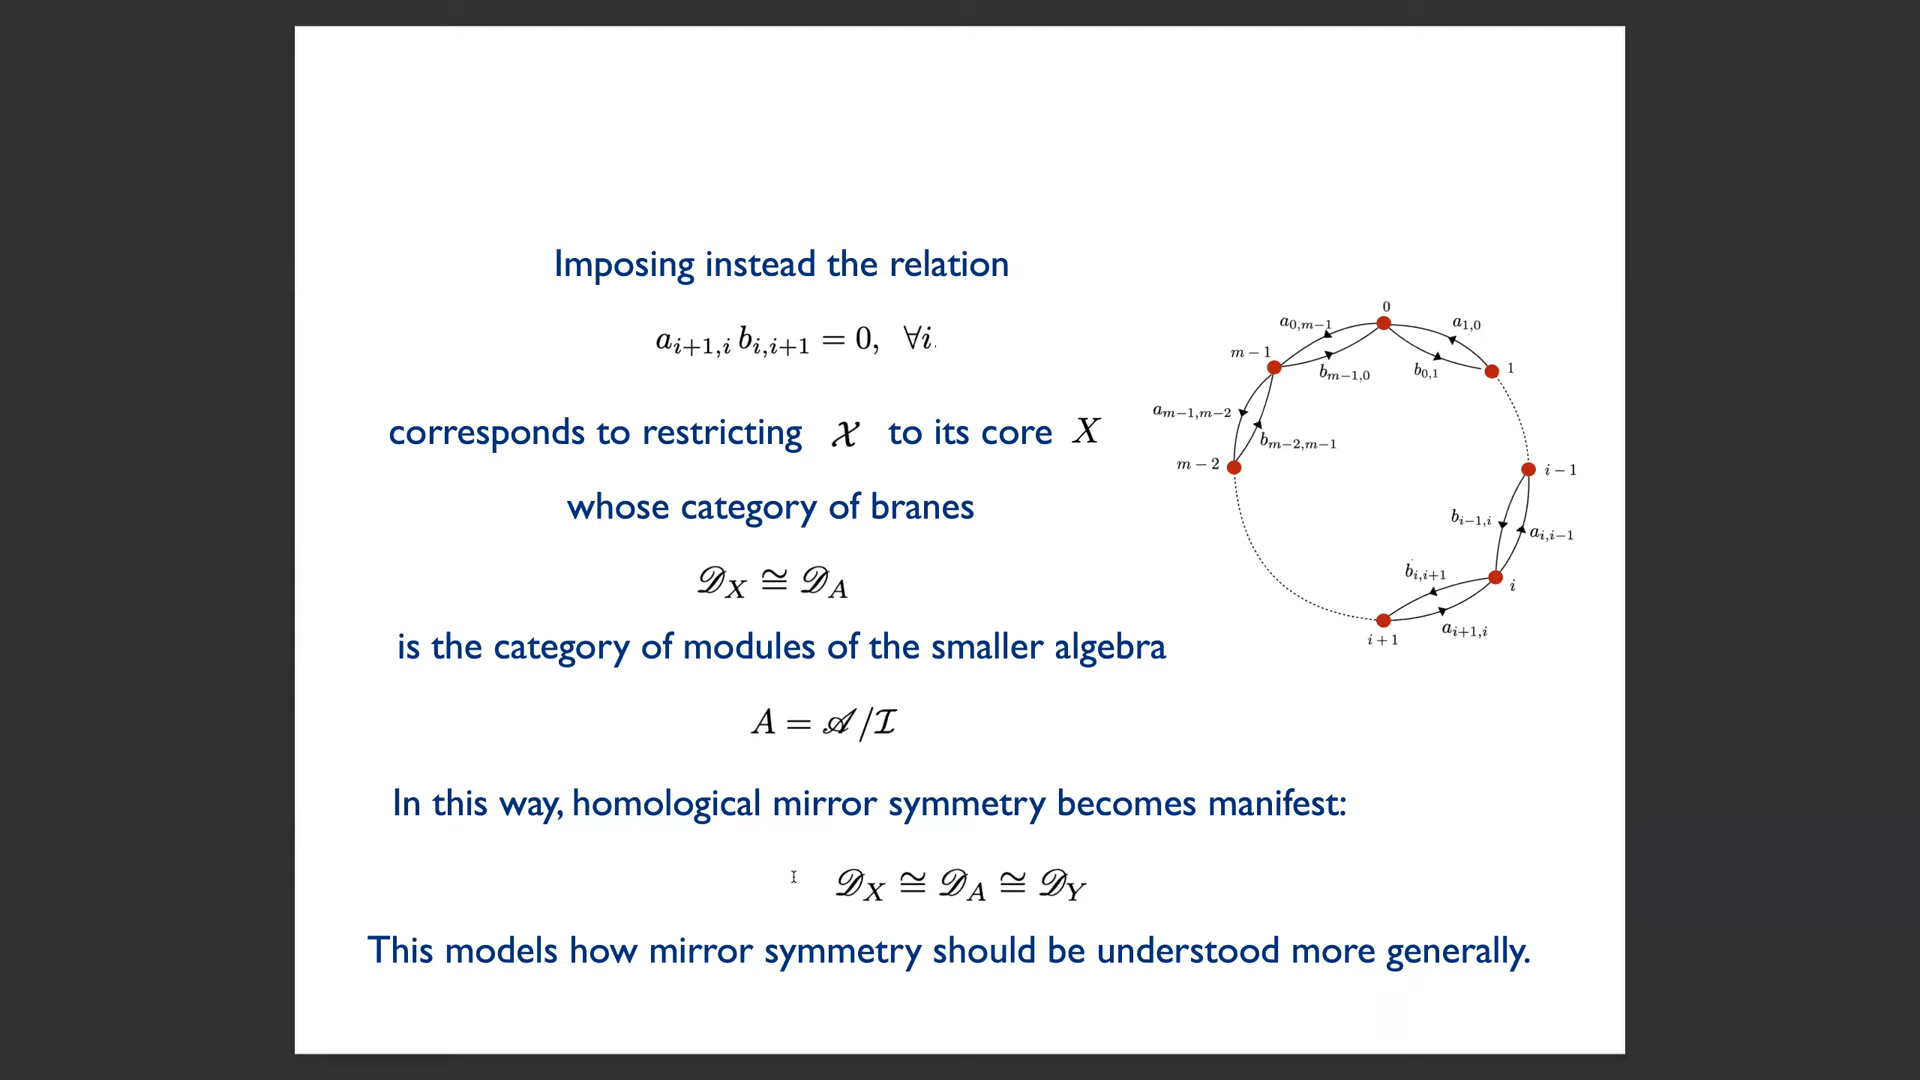 Imposing instead the relation
a_{i+1,i} b_{i,i+1} = 0, ∀i.
corresponds to restricting 𝒳 to its core X
whose category of branes
𝒟_X ≅ 𝒟_A
is the category of modules of the smaller algebra
A = 𝒜/ℐ
In this way, homological mirror symmetry becomes manifest:
𝒟_X ≅ 𝒟_A ≅ 𝒟_Y
This models how mirror symmetry should be understood more generally.
0
a_{0,m−1}
a_{1,0}
m − 1
b_{m−1,0}
b_{0,1}
1
a_{m−1,m−2}
b_{m−2,m−1}
m − 2
i − 1
b_{i−1,i}
a_{i,i−1}
b_{i,i+1}
i
a_{i+1,i}
i + 1